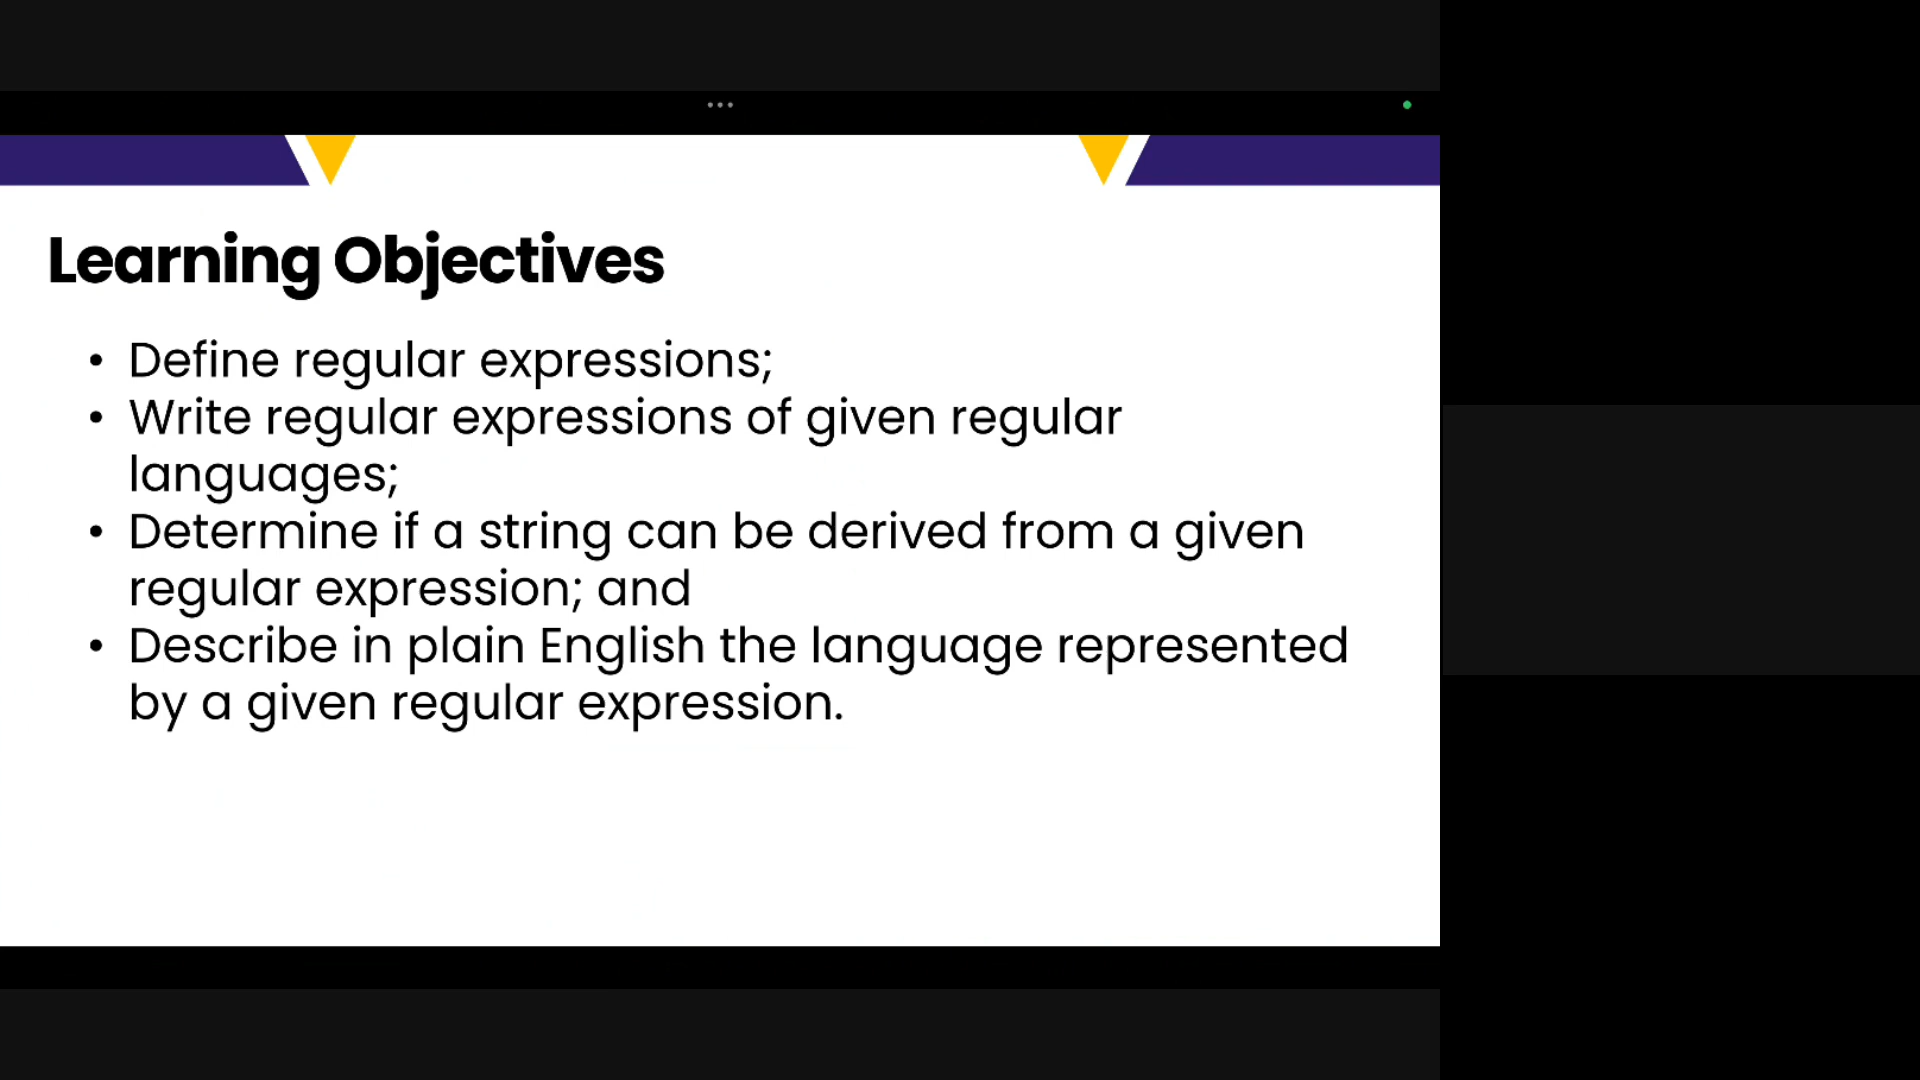 Learning Objectives
• Define regular expressions;
• Write regular expressions of given regular
languages;
• Determine if a string can be derived from a given
regular expression; and
• Describe in plain English the language represented
by a given regular expression.